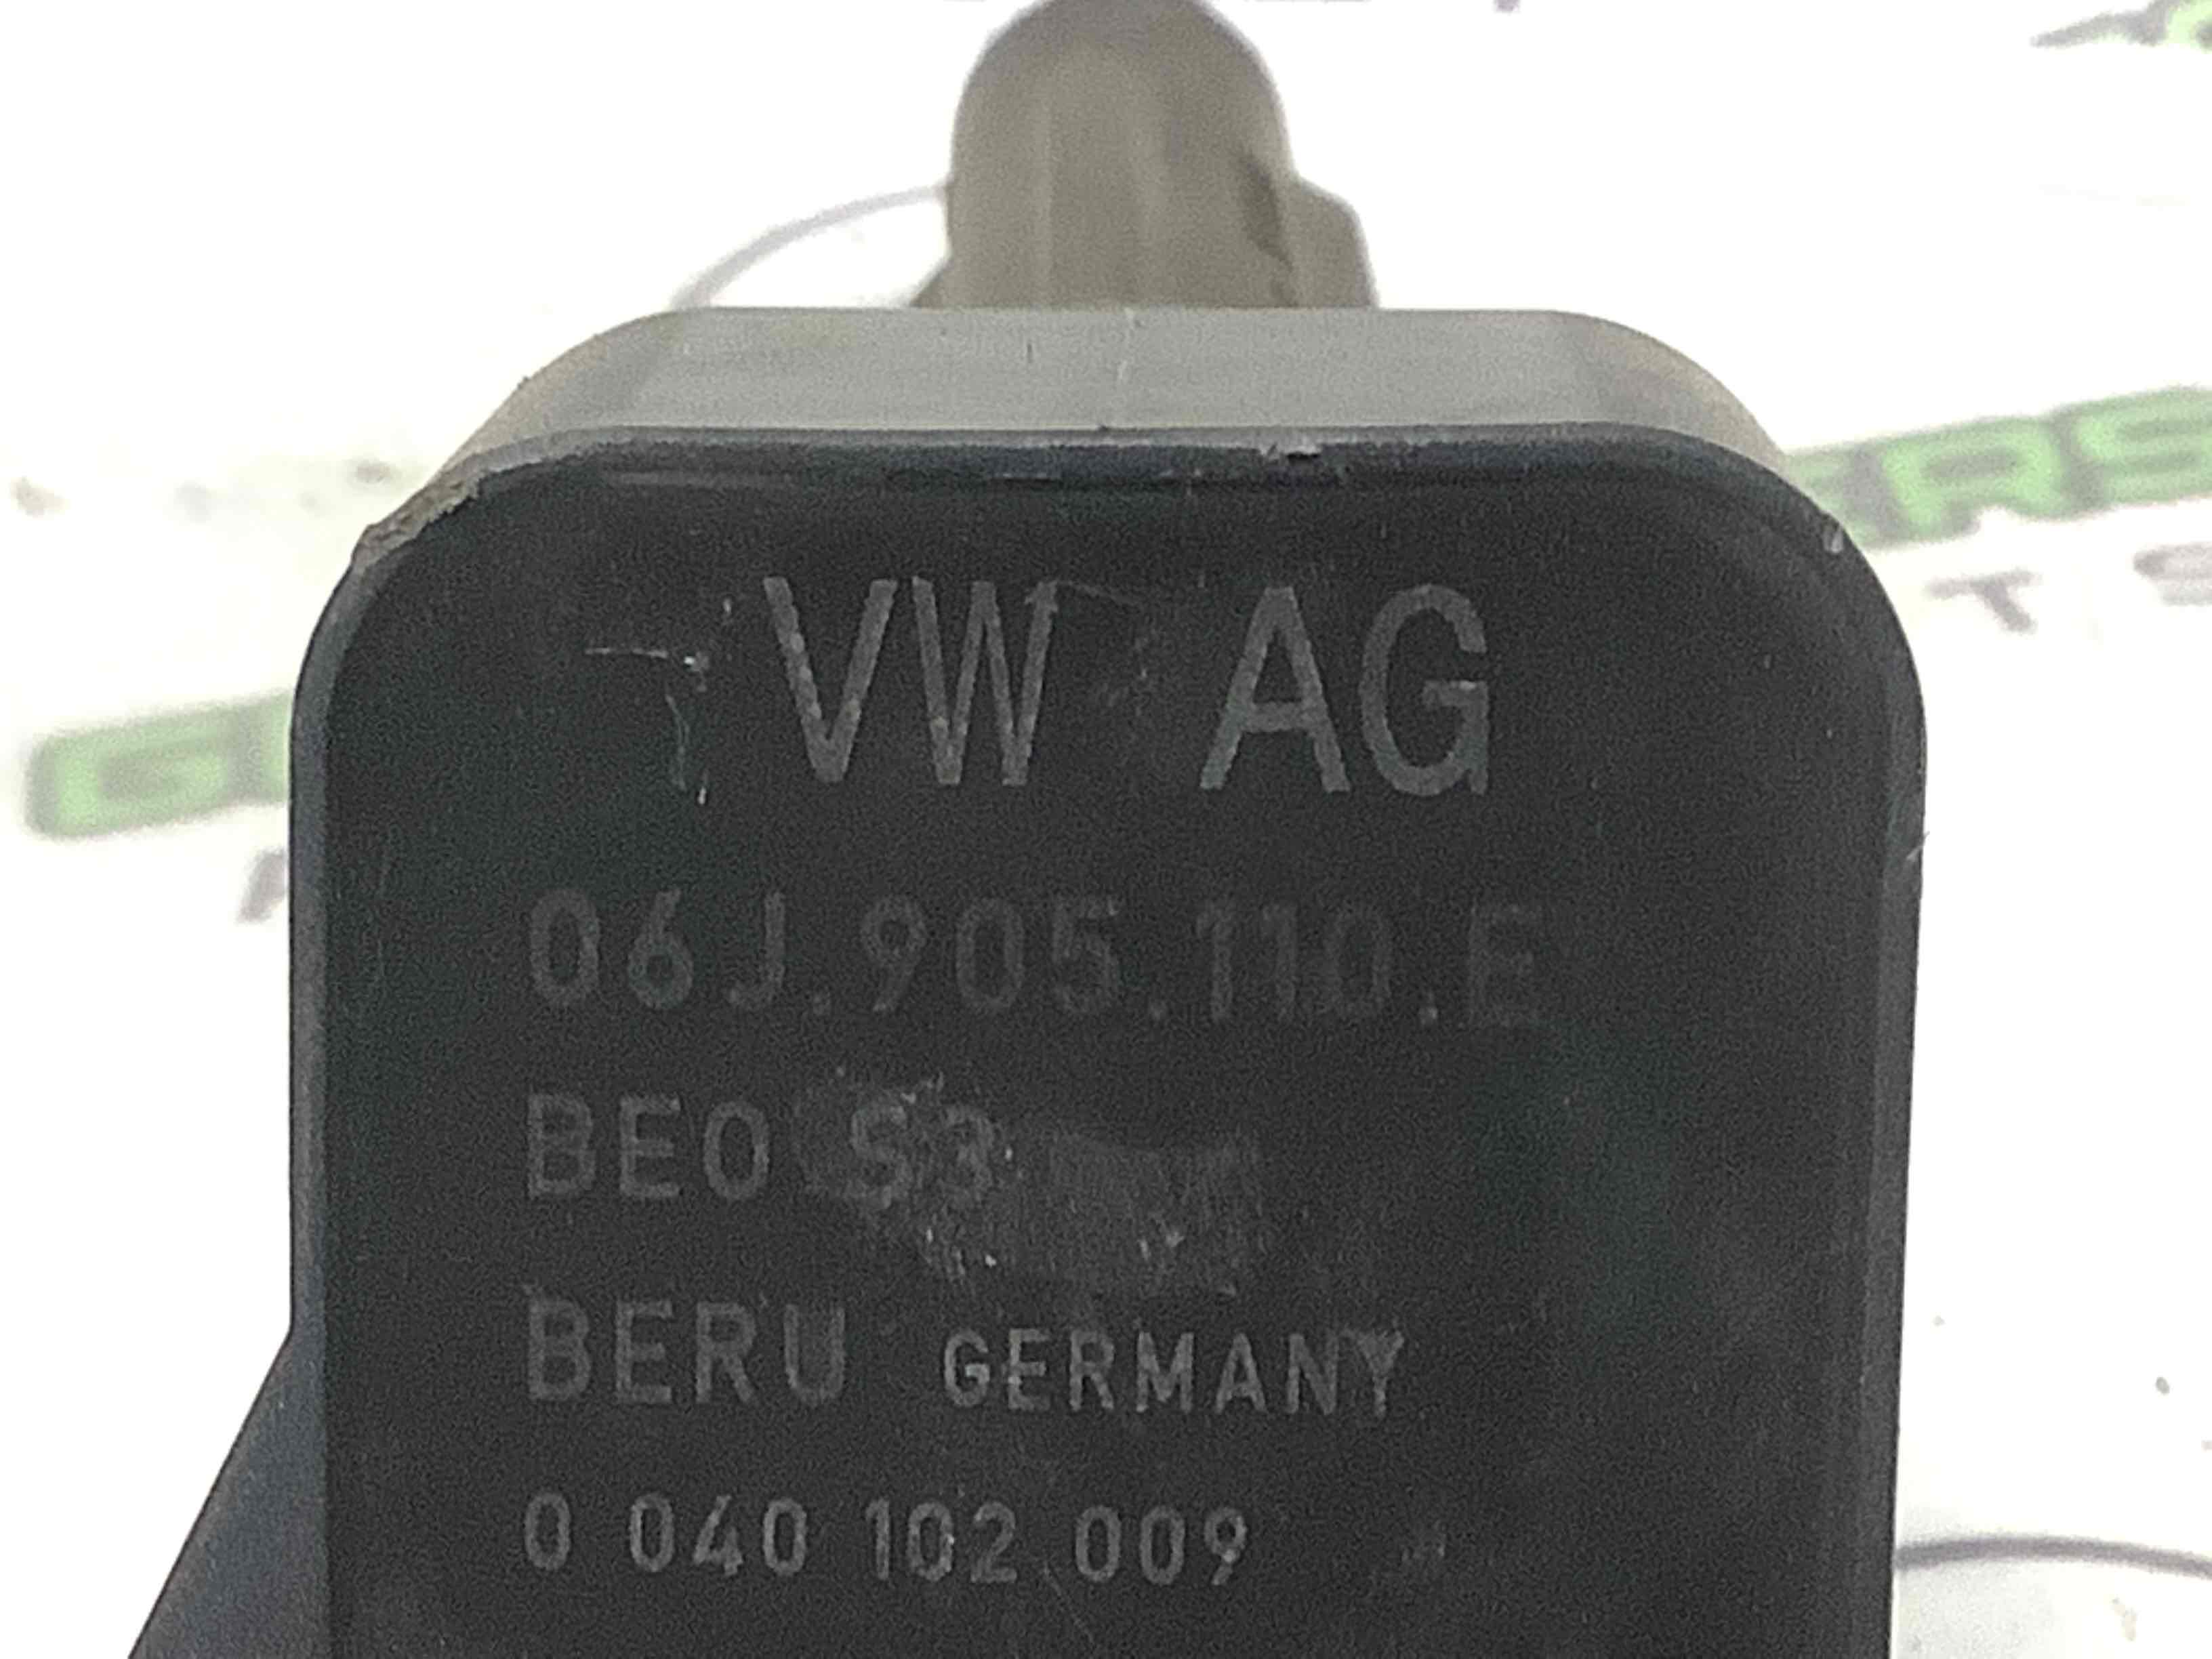 VW AG
06J.905.110.E
BEO S3
BERU GERMANY
0 040 102 009